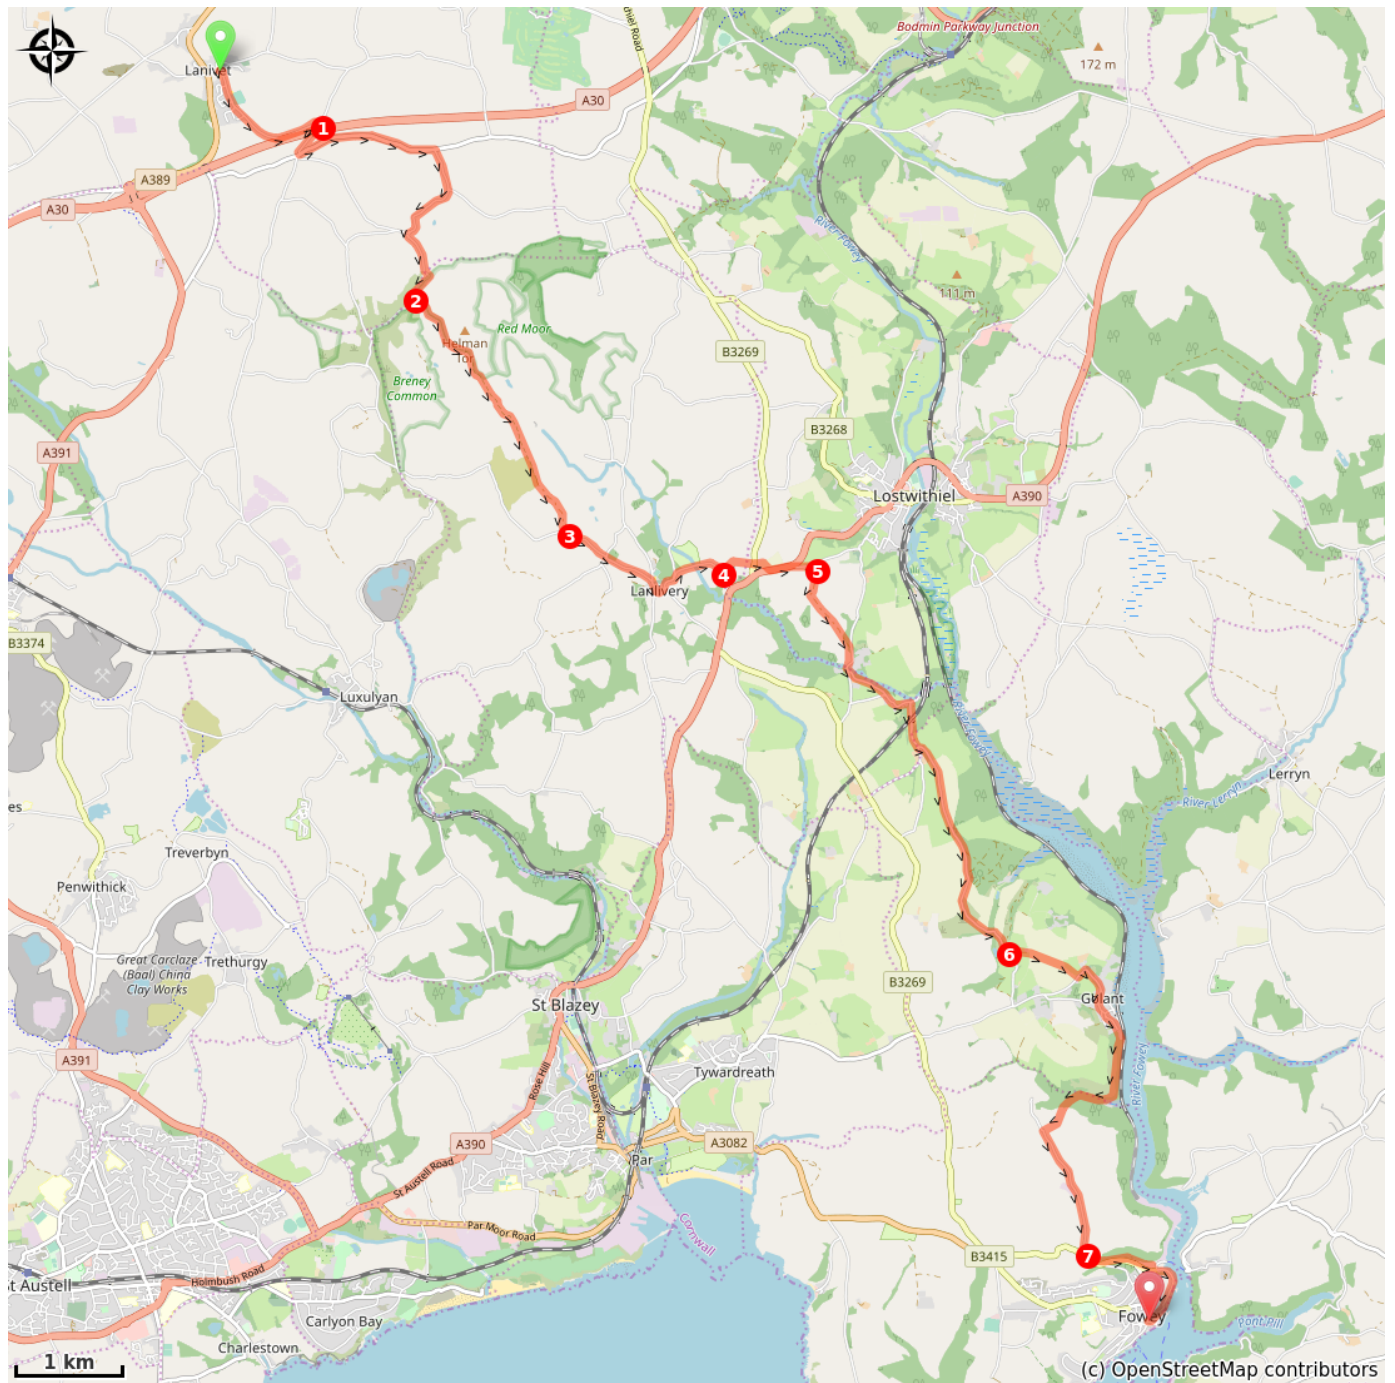 Bodmin Parkway Junction
172 m
Lanivet
A30
1
A389
A30
River Fowey
111 m
2
Red Moor
Helman
Tor
B3269
Breney
Common
B3268
A391
Lostwithiel
A390
3
4
5
Lanlivery
B3374
Luxulyan
River Fowey
Lerryn
River Lerryn
Treverbyn
Penwithick
6
Great Carclaze
(Baal) China
Clay Works
Trethurgy
B3269
Golant
St Blazey
A391
Tywardreath
River Fowey
Rose Hill
St Blazey Road
A390
A3082
Par
St Austell Road
Par Moor Road
Cornwall
B3415
7
Holmbush Road
St Austell
Fowey
Carlyon Bay
Pont Pill
Charlestown
1 km
(c) OpenStreetMap contributors